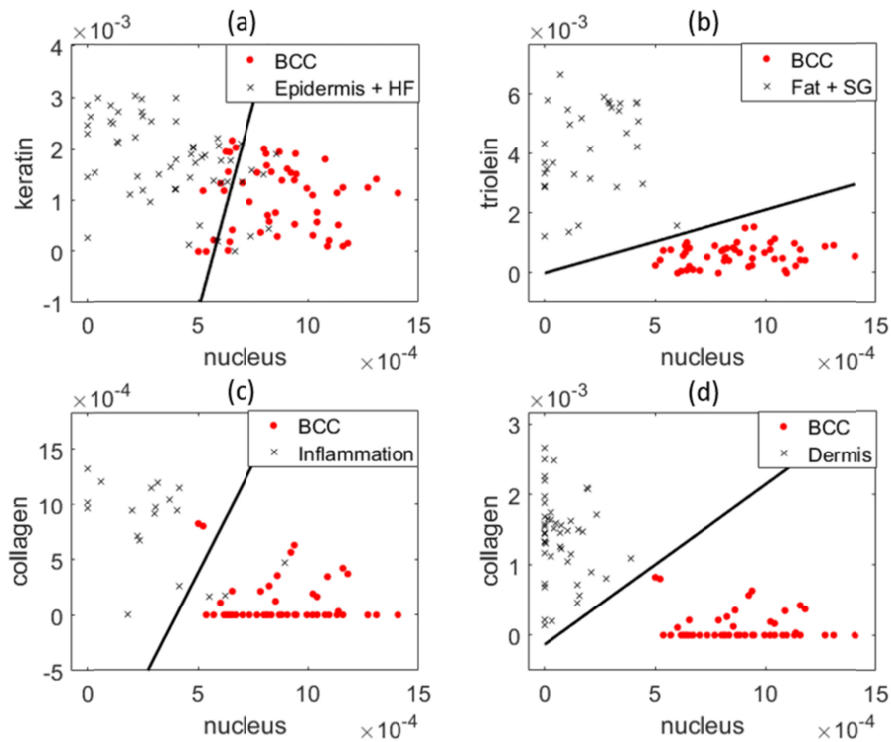 (a)
×10⁻³
BCC
Epidermis + HF
4
3
2
1
0
-1
keratin
0
5
10
15
nucleus
×10⁻⁴
(b)
×10⁻³
BCC
Fat + SG
6
4
2
0
triolein
0
5
10
15
nucleus
×10⁻⁴
(c)
×10⁻⁴
BCC
Inflammation
15
10
5
0
-5
collagen
0
5
10
15
nucleus
×10⁻⁴
(d)
×10⁻³
BCC
Dermis
3
2
1
0
collagen
0
5
10
15
nucleus
×10⁻⁴